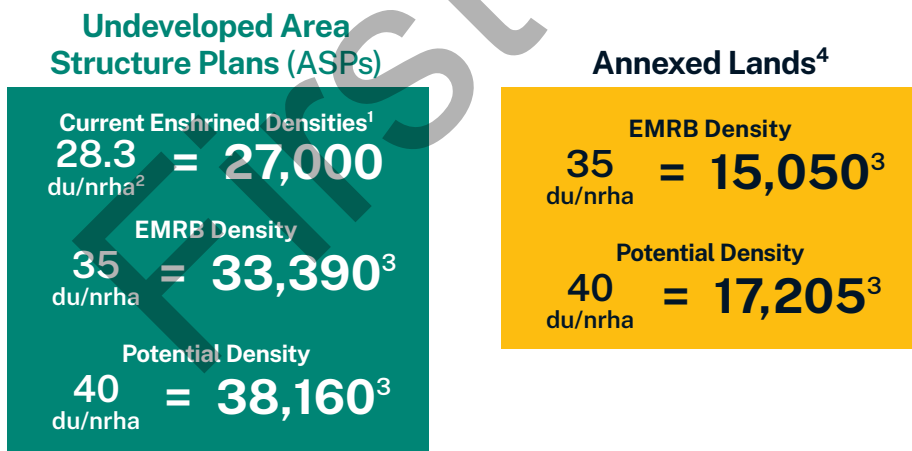 Undeveloped Area
Structure Plans (ASPs)
Current Enshrined Densities¹
28.3
du/nrha²
= 27,000
EMRB Density
35
du/nrha
= 33,390³
Potential Density
40
du/nrha
= 38,160³
Annexed Lands⁴
EMRB Density
35
du/nrha
= 15,050³
Potential Density
40
du/nrha
= 17,205³
First